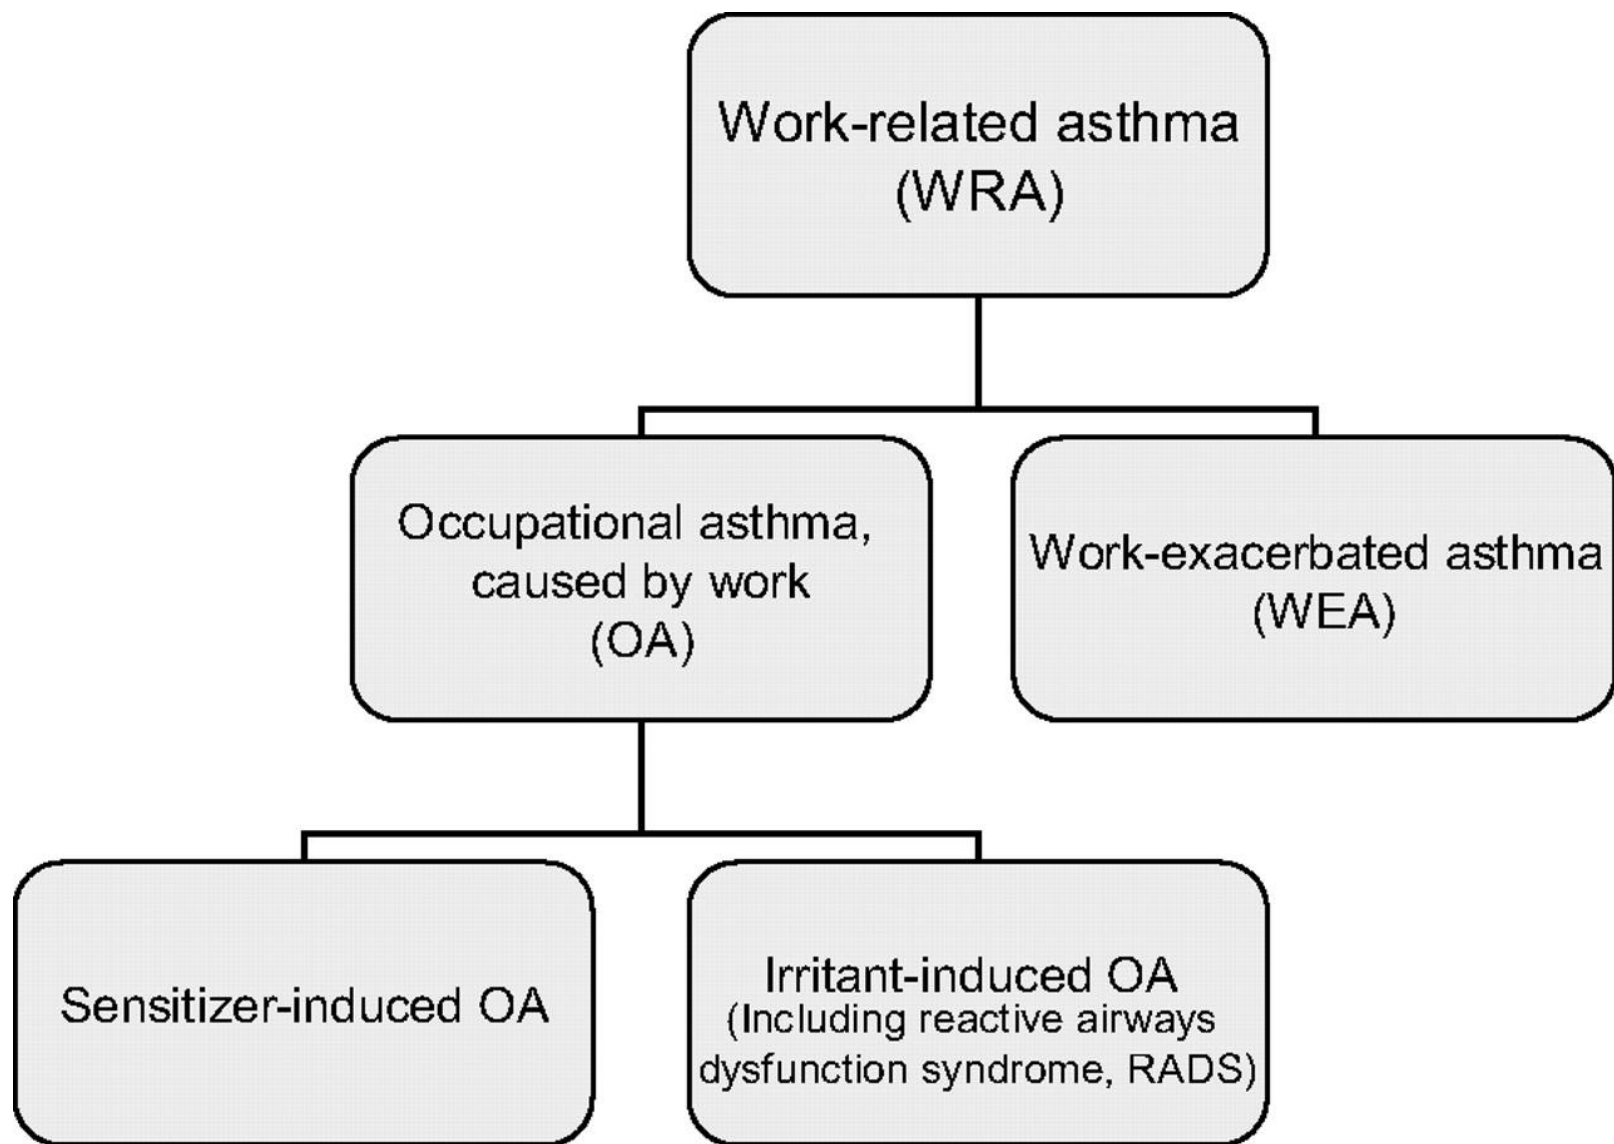 Work-related asthma
(WRA)
Occupational asthma,
caused by work
(OA)
Work-exacerbated asthma
(WEA)
Sensitizer-induced OA
Irritant-induced OA
(Including reactive airways
dysfunction syndrome, RADS)